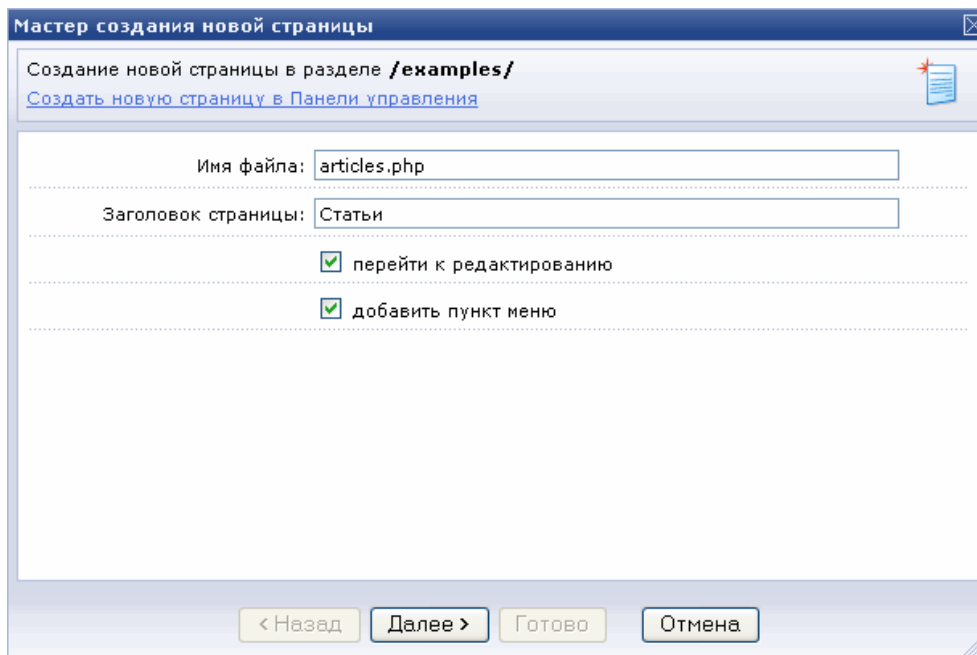 Мастер создания новой страницы
Создание новой страницы в разделе /examples/
Создать новую страницу в Панели управления
Имя файла: articles.php
Заголовок страницы: Статьи
перейти к редактированию
добавить пункт меню
< Назад Далее > Готово Отмена